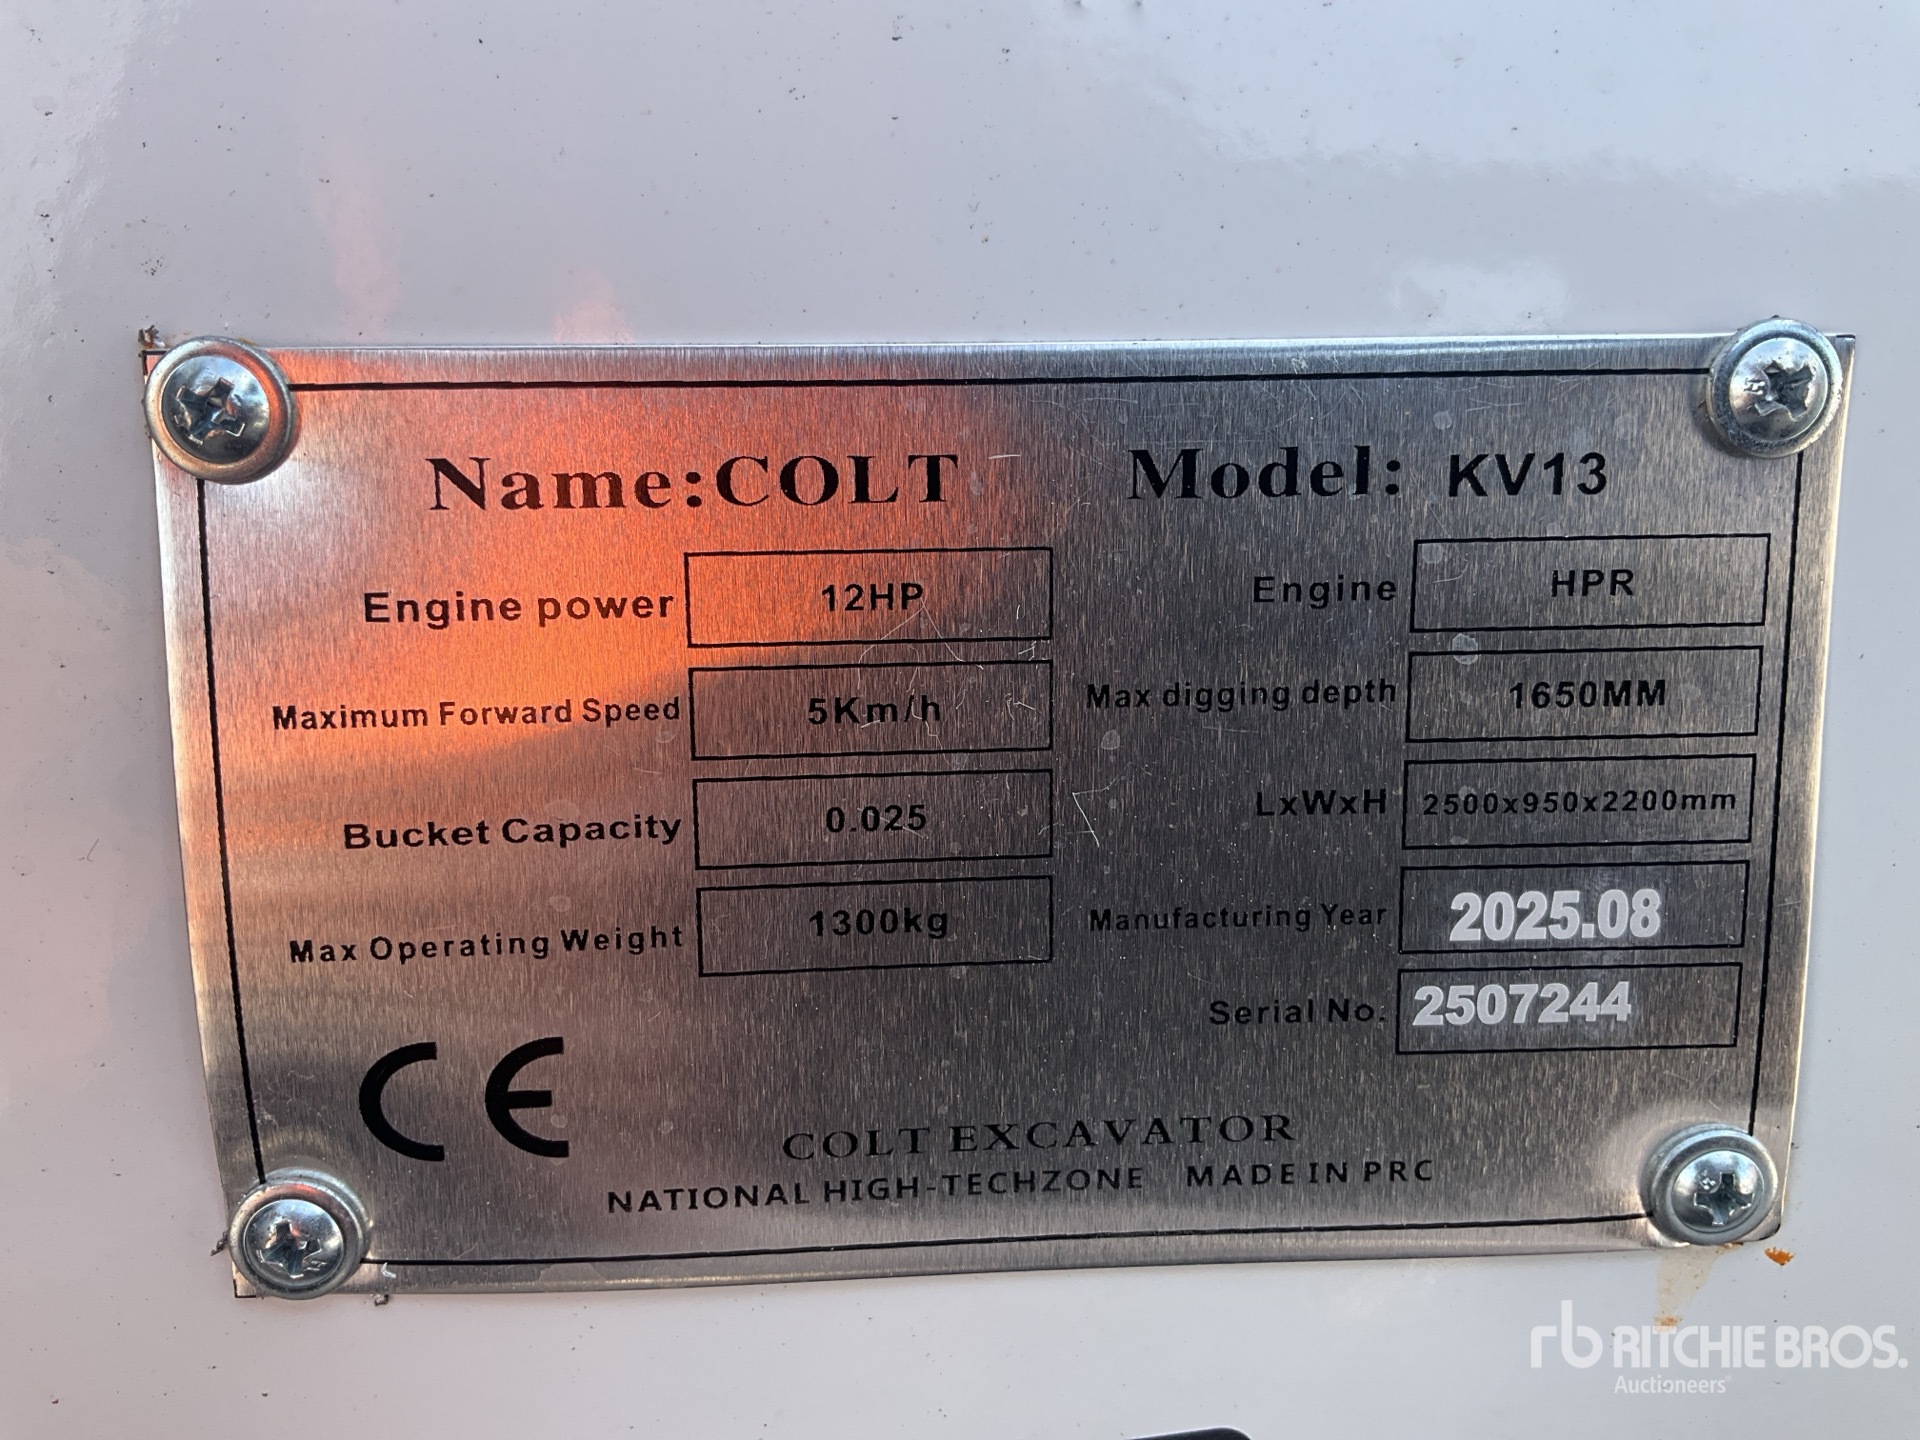 Name:COLT Model: KV13
Engine power 12HP Engine HPR
Maximum Forward Speed 5Km/h Max digging depth 1650MM
Bucket Capacity 0.025 LxWxH 2500x950x2200mm
Max Operating Weight 1300kg Manufacturing Year 2025.08
Serial No. 2507244
CE
COLT EXCAVATOR
NATIONAL HIGH-TECHZONE MADE IN PRC
rb RITCHIE BROS.
Auctioneers